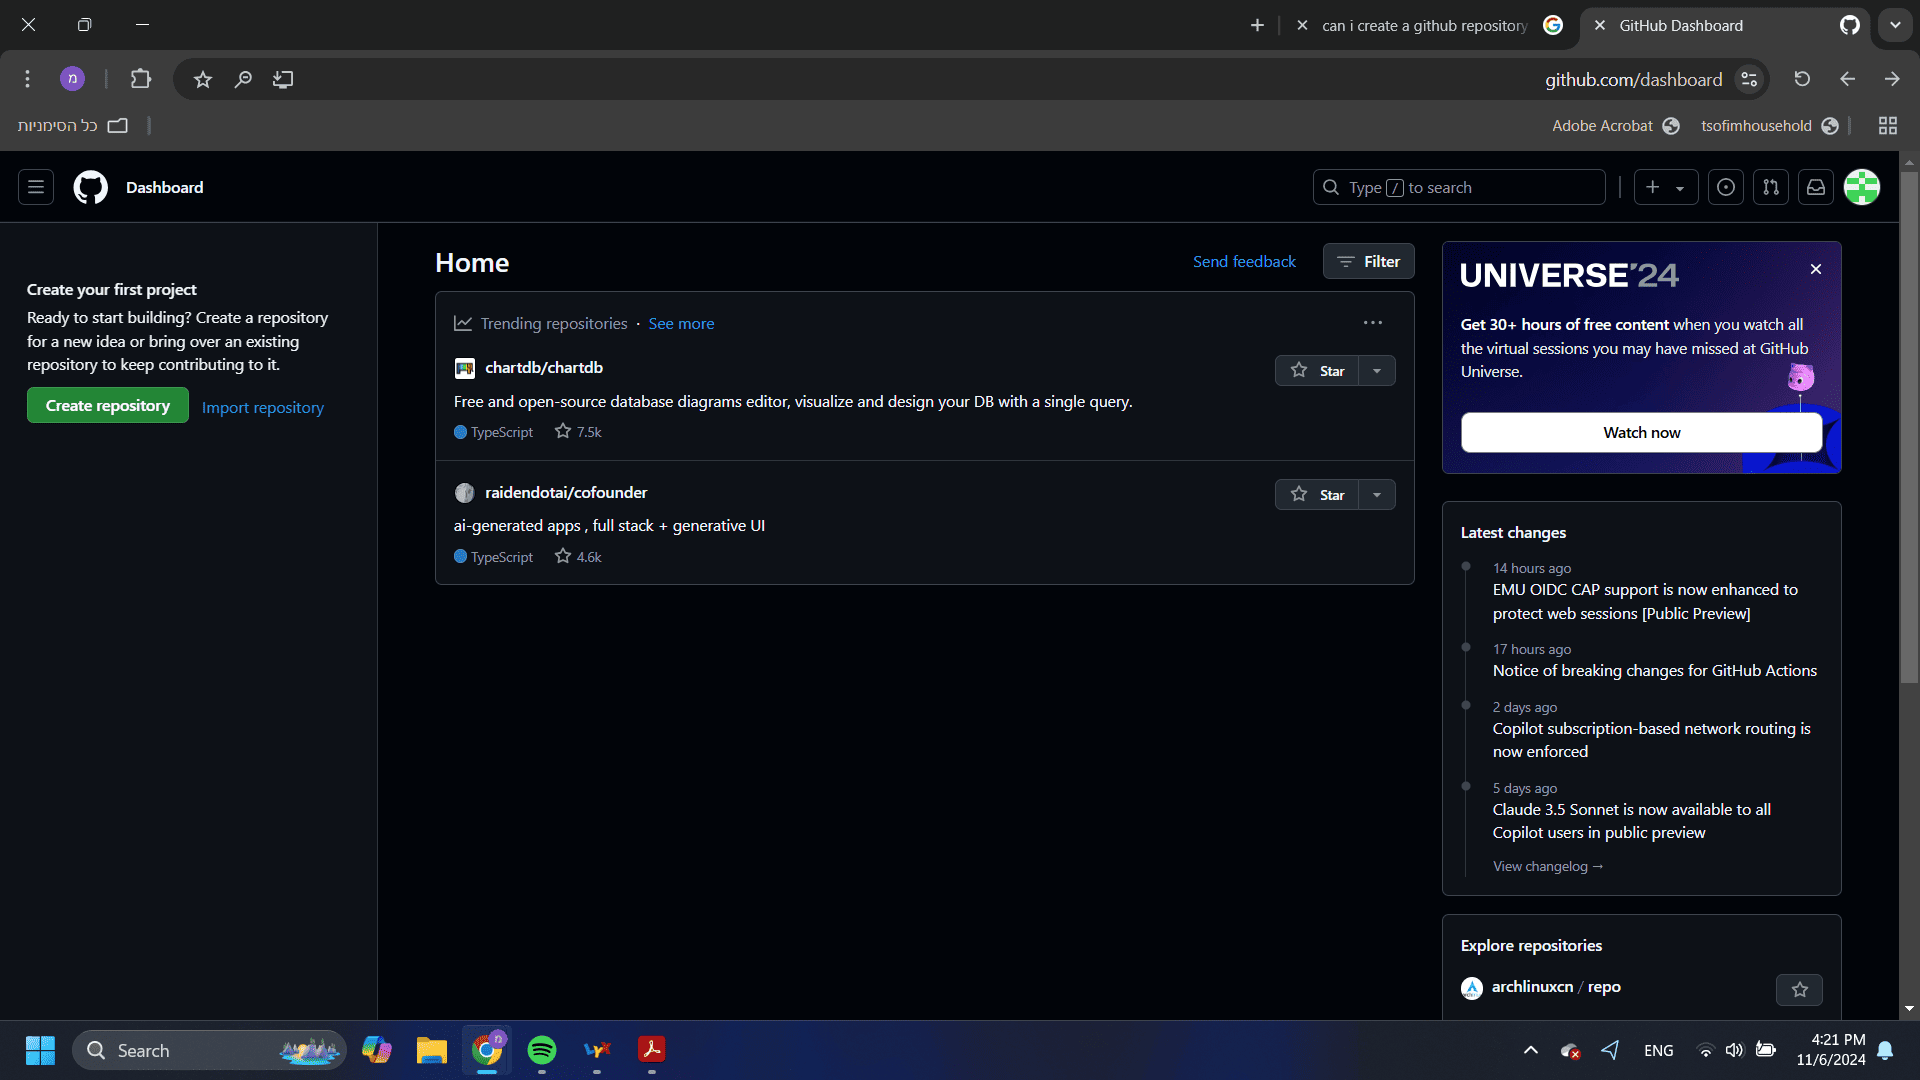 can i create a github repository
GitHub Dashboard
מ
github.com/dashboard
כל הסימניות
Adobe Acrobat
tsofimhousehold
Dashboard
Type / to search
Create your first project
Ready to start building? Create a repository
for a new idea or bring over an existing
repository to keep contributing to it.
Create repository
Import repository
Home
Send feedback
Filter
Trending repositories · See more
chartdb/chartdb
Star
Free and open-source database diagrams editor, visualize and design your DB with a single query.
TypeScript
7.5k
raidendotai/cofounder
Star
ai-generated apps , full stack + generative UI
TypeScript
4.6k
UNIVERSE'24
Get 30+ hours of free content when you watch all
the virtual sessions you may have missed at GitHub
Universe.
Watch now
Latest changes
14 hours ago
EMU OIDC CAP support is now enhanced to
protect web sessions [Public Preview]
17 hours ago
Notice of breaking changes for GitHub Actions
2 days ago
Copilot subscription-based network routing is
now enforced
5 days ago
Claude 3.5 Sonnet is now available to all
Copilot users in public preview
View changelog →
Explore repositories
archlinuxcn / repo
Search
מ
ENG
4:21 PM
11/6/2024